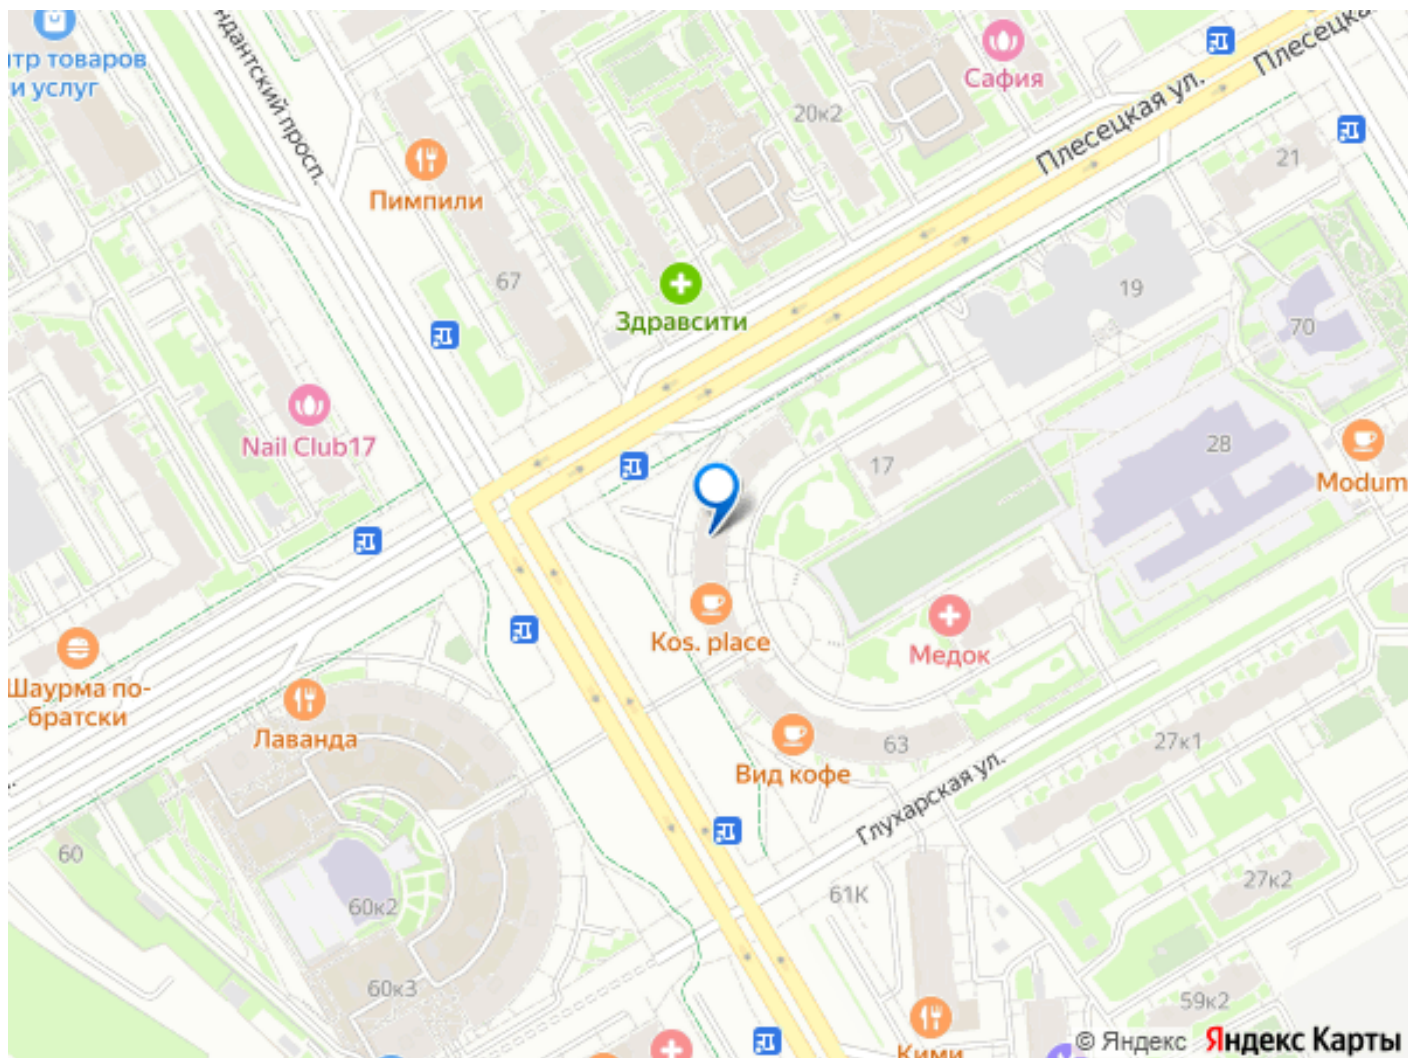 тр товаров
и услуг
ндантский просп.
Пимпили
Сафия
20к2
Плесецкая ул.
Плесецка
21
67
Здравсити
19
70
Nail Club17
28
17
Modum
Kos. place
Медок
Шаурма по-
братски
Лаванда
Вид кофе
63
27к1
Глухарская ул.
60
60к2
61К
27к2
60к3
59к2
Кими
© Яндекс Яндекс Карты